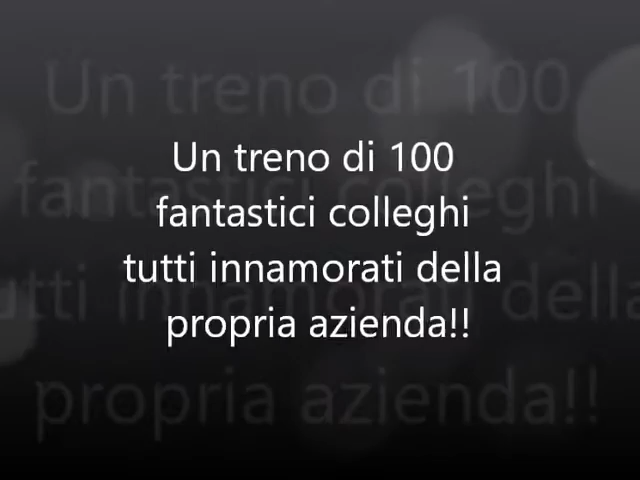 Un treno di 100
fantastici colleghi
tutti innamorati della
propria azienda!!